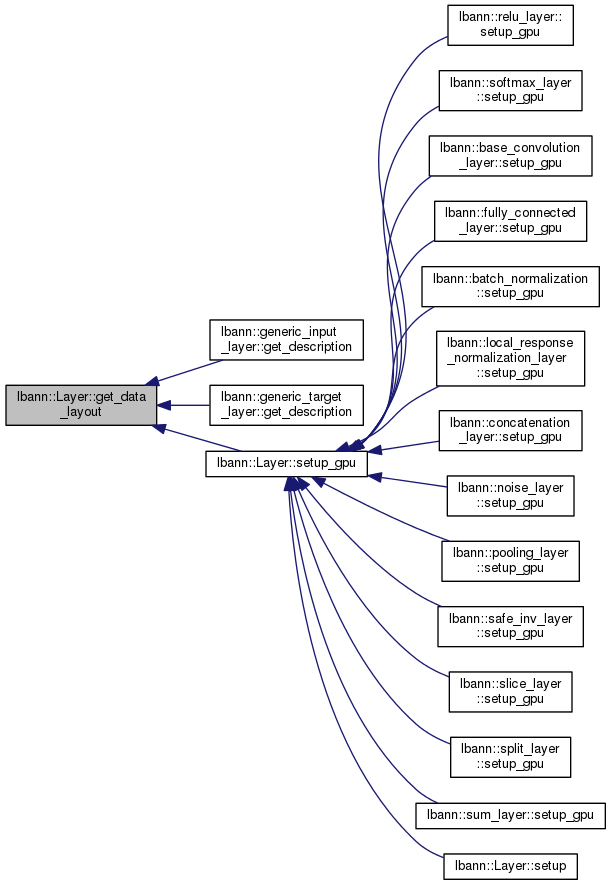 lbann::relu_layer::
setup_gpu
lbann::softmax_layer
::setup_gpu
lbann::base_convolution
_layer::setup_gpu
lbann::fully_connected
_layer::setup_gpu
lbann::batch_normalization
::setup_gpu
lbann::generic_input
_layer::get_description
lbann::local_response
_normalization_layer
::setup_gpu
lbann::Layer::get_data
_layout
lbann::generic_target
_layer::get_description
lbann::concatenation
_layer::setup_gpu
lbann::Layer::setup_gpu
lbann::noise_layer
::setup_gpu
lbann::pooling_layer
::setup_gpu
lbann::safe_inv_layer
::setup_gpu
lbann::slice_layer
::setup_gpu
lbann::split_layer
::setup_gpu
lbann::sum_layer::setup_gpu
lbann::Layer::setup